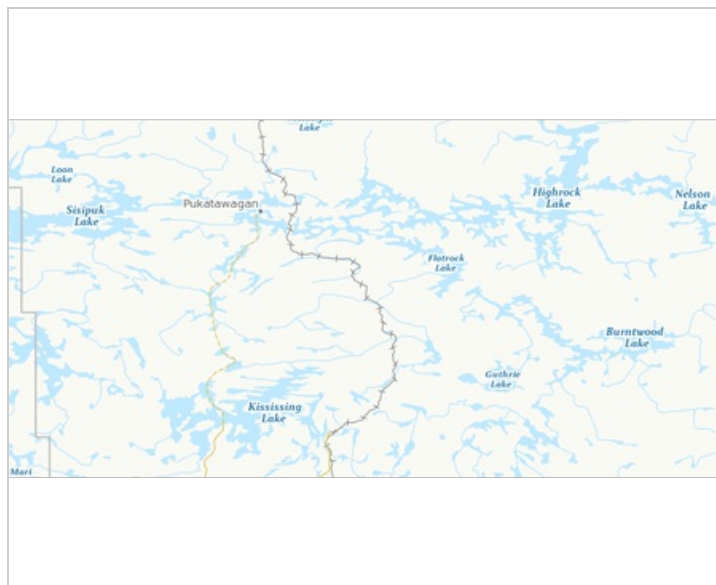 Lake
Loon
Lake
Highrock
Lake
Nelson
Lake
Pukatawagan
Sisipuk
Lake
Flatrock
Lake
Burntwood
Lake
Guthrie
Lake
Kississing
Lake
Mari